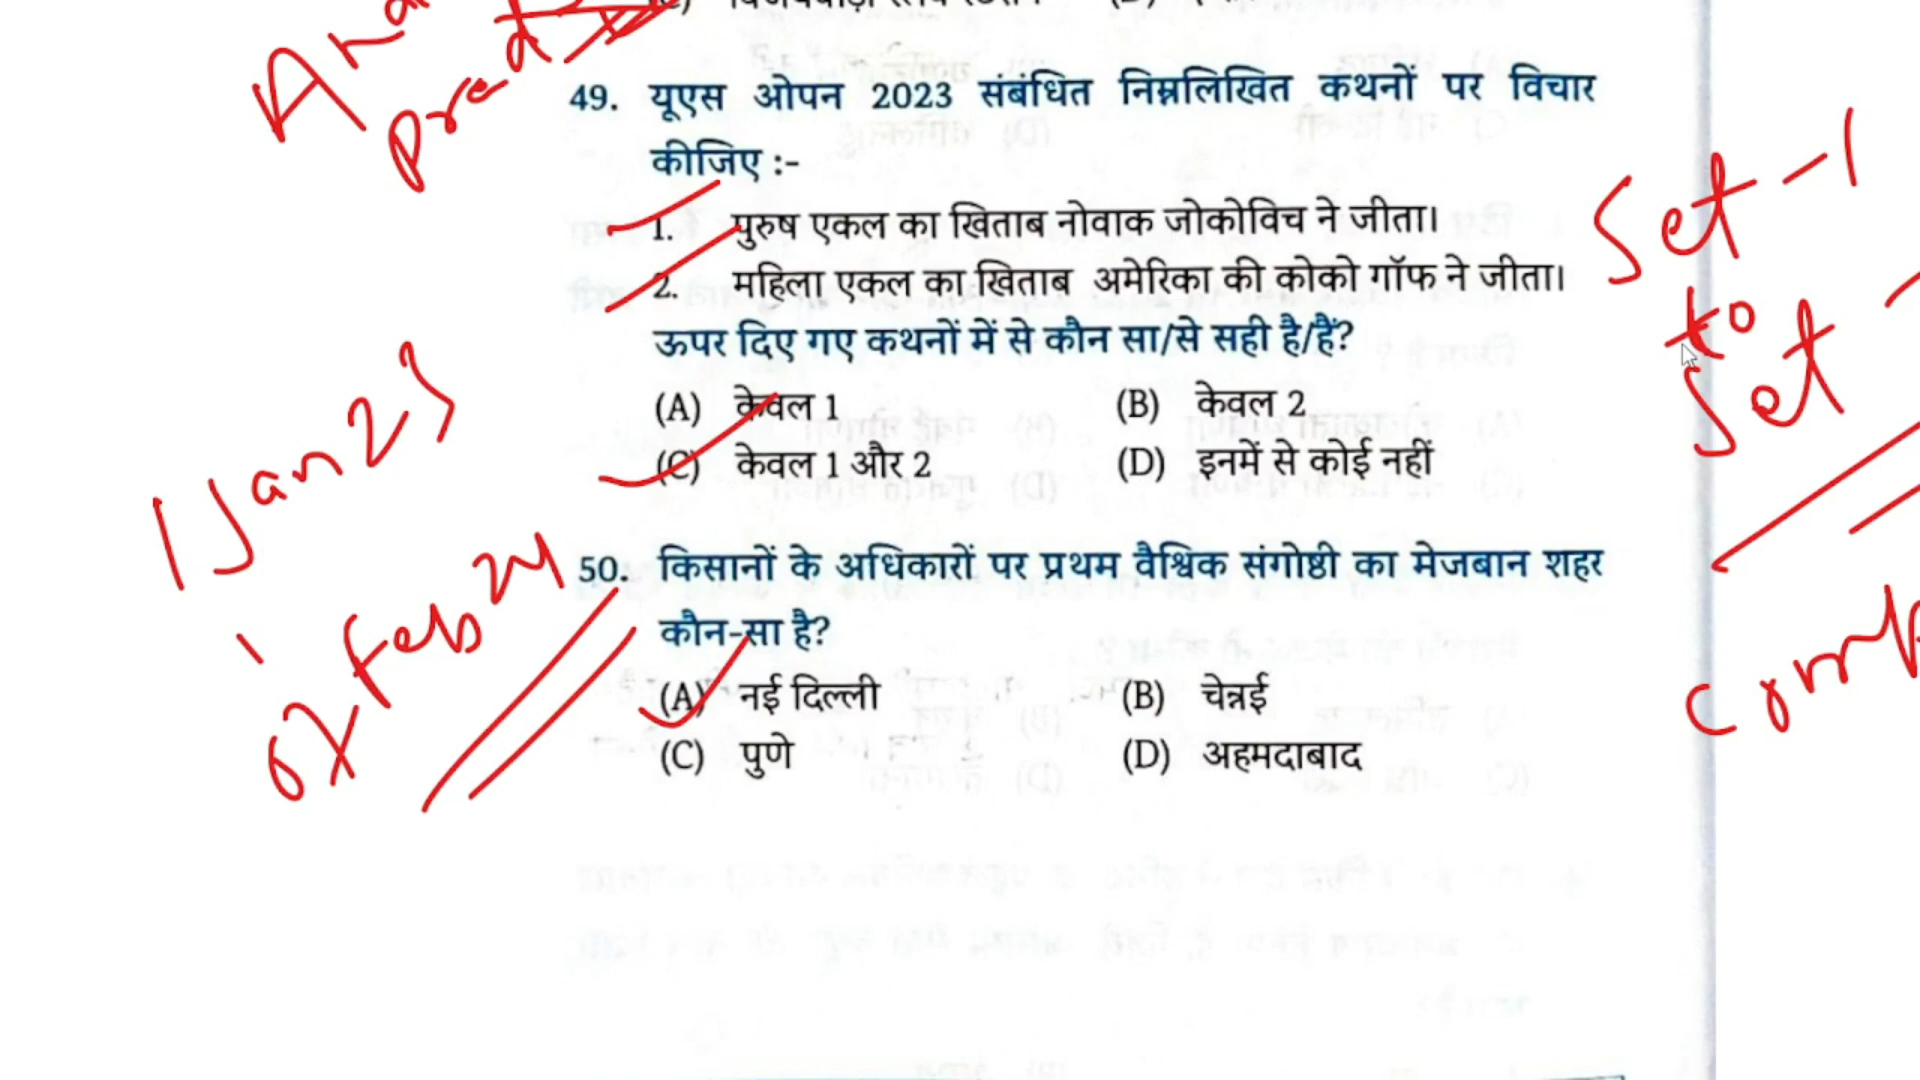 49. यूएस ओपन 2023 संबंधित निम्नलिखित कथनों पर विचार
कीजिए :-
1. पुरुष एकल का खिताब नोवाक जोकोविच ने जीता।
2. महिला एकल का खिताब अमेरिका की कोको गॉफ ने जीता।
ऊपर दिए गए कथनों में से कौन सा/से सही है/हैं?
(A) केवल 1 (B) केवल 2
(C) केवल 1 और 2 (D) इनमें से कोई नहीं
50. किसानों के अधिकारों पर प्रथम वैश्विक संगोष्ठी का मेजबान शहर
कौन-सा है?
(A) नई दिल्ली (B) चेन्नई
(C) पुणे (D) अहमदाबाद
Set-1
to
Set
1 Jan 23
Feb 24